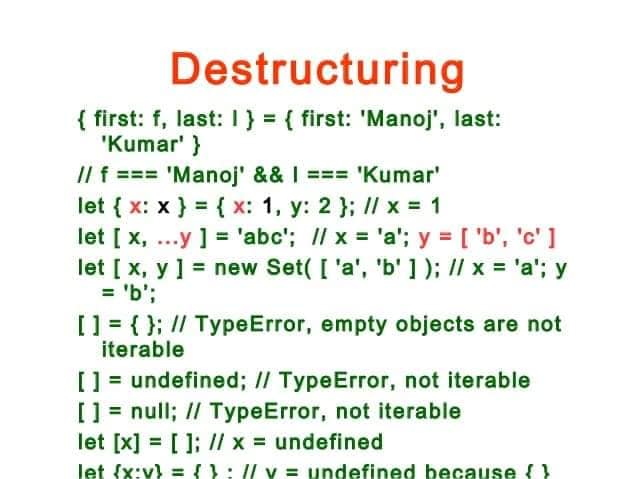 Destructuring
{ first: f, last: l } = { first: 'Manoj', last:
'Kumar' }
// f === 'Manoj' && l === 'Kumar'
let { x: x } = { x: 1, y: 2 }; // x = 1
let [ x, ...y ] = 'abc';  // x = 'a'; y = [ 'b', 'c' ]
let [ x, y ] = new Set( [ 'a', 'b' ] ); // x = 'a'; y
= 'b';
[ ] = { }; // TypeError, empty objects are not
iterable
[ ] = undefined; // TypeError, not iterable
[ ] = null; // TypeError, not iterable
let [x] = [ ]; // x = undefined
let {x:y} = { } ; // y = undefined because { }